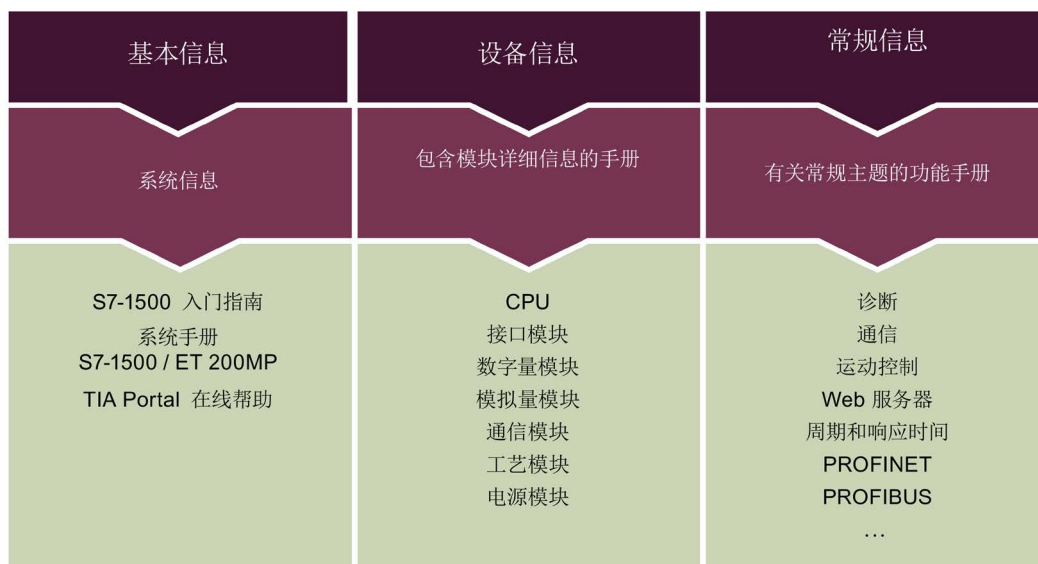 基本信息
系统信息
S7-1500 入门指南
系统手册
S7-1500 / ET 200MP
TIA Portal 在线帮助
设备信息
包含模块详细信息的手册
CPU
接口模块
数字量模块
模拟量模块
通信模块
工艺模块
电源模块
常规信息
有关常规主题的功能手册
诊断
通信
运动控制
Web 服务器
周期和响应时间
PROFINET
PROFIBUS
...